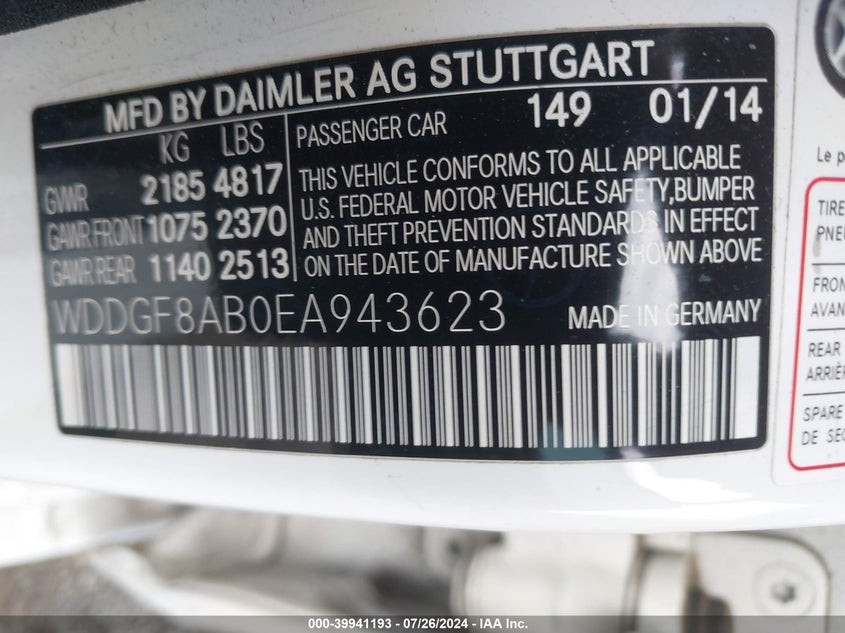 MFD BY DAIMLER AG STUTTGART
KG LBS
GVWR 2185 4817
GAWR FRONT 1075 2370
GAWR REAR 1140 2513
PASSENGER CAR 149 01/14
THIS VEHICLE CONFORMS TO ALL APPLICABLE
U.S. FEDERAL MOTOR VEHICLE SAFETY,BUMPER
AND THEFT PREVENTION STANDARDS IN EFFECT
ON THE DATE OF MANUFACTURE SHOWN ABOVE
WDDGF8AB0EA943623 MADE IN GERMANY
Le
TIRE
FRON
AVAN
REAR
ARRIÈR
SPARE
DE
000-39941193 - 07/26/2024 - IAA Inc.